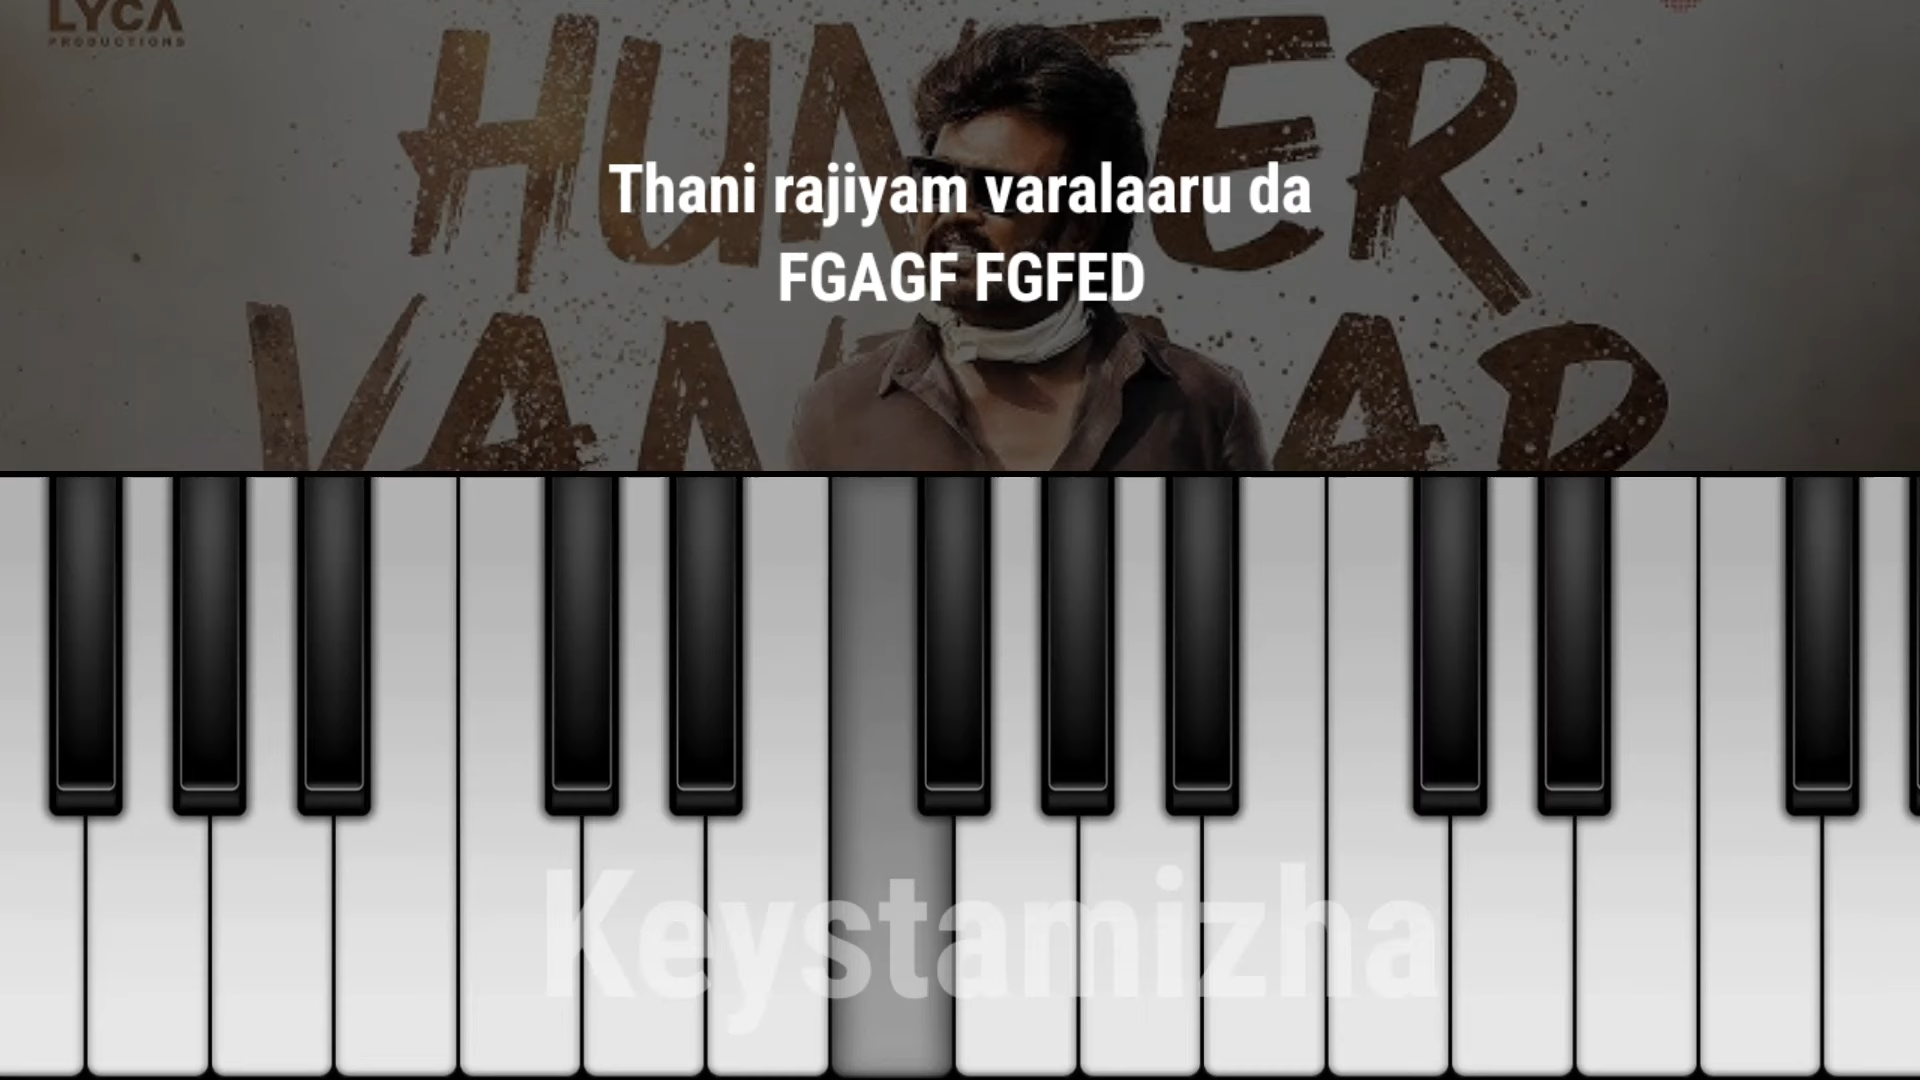 LYCA
PRODUCTIONS
HUNTER
Thani rajiyam varalaaru da
FGAGF FGFED
Keystamizha